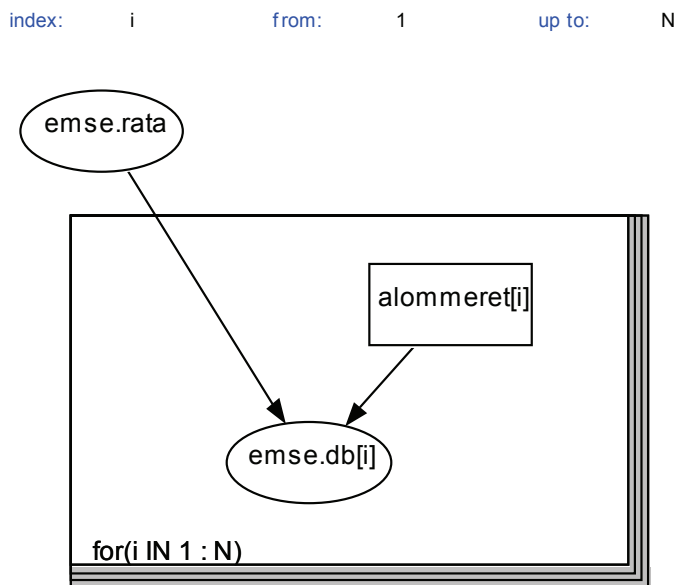 index: i from: 1 up to: N
emse.rata
alommeret[i]
emse.db[i]
for(i IN 1 : N)